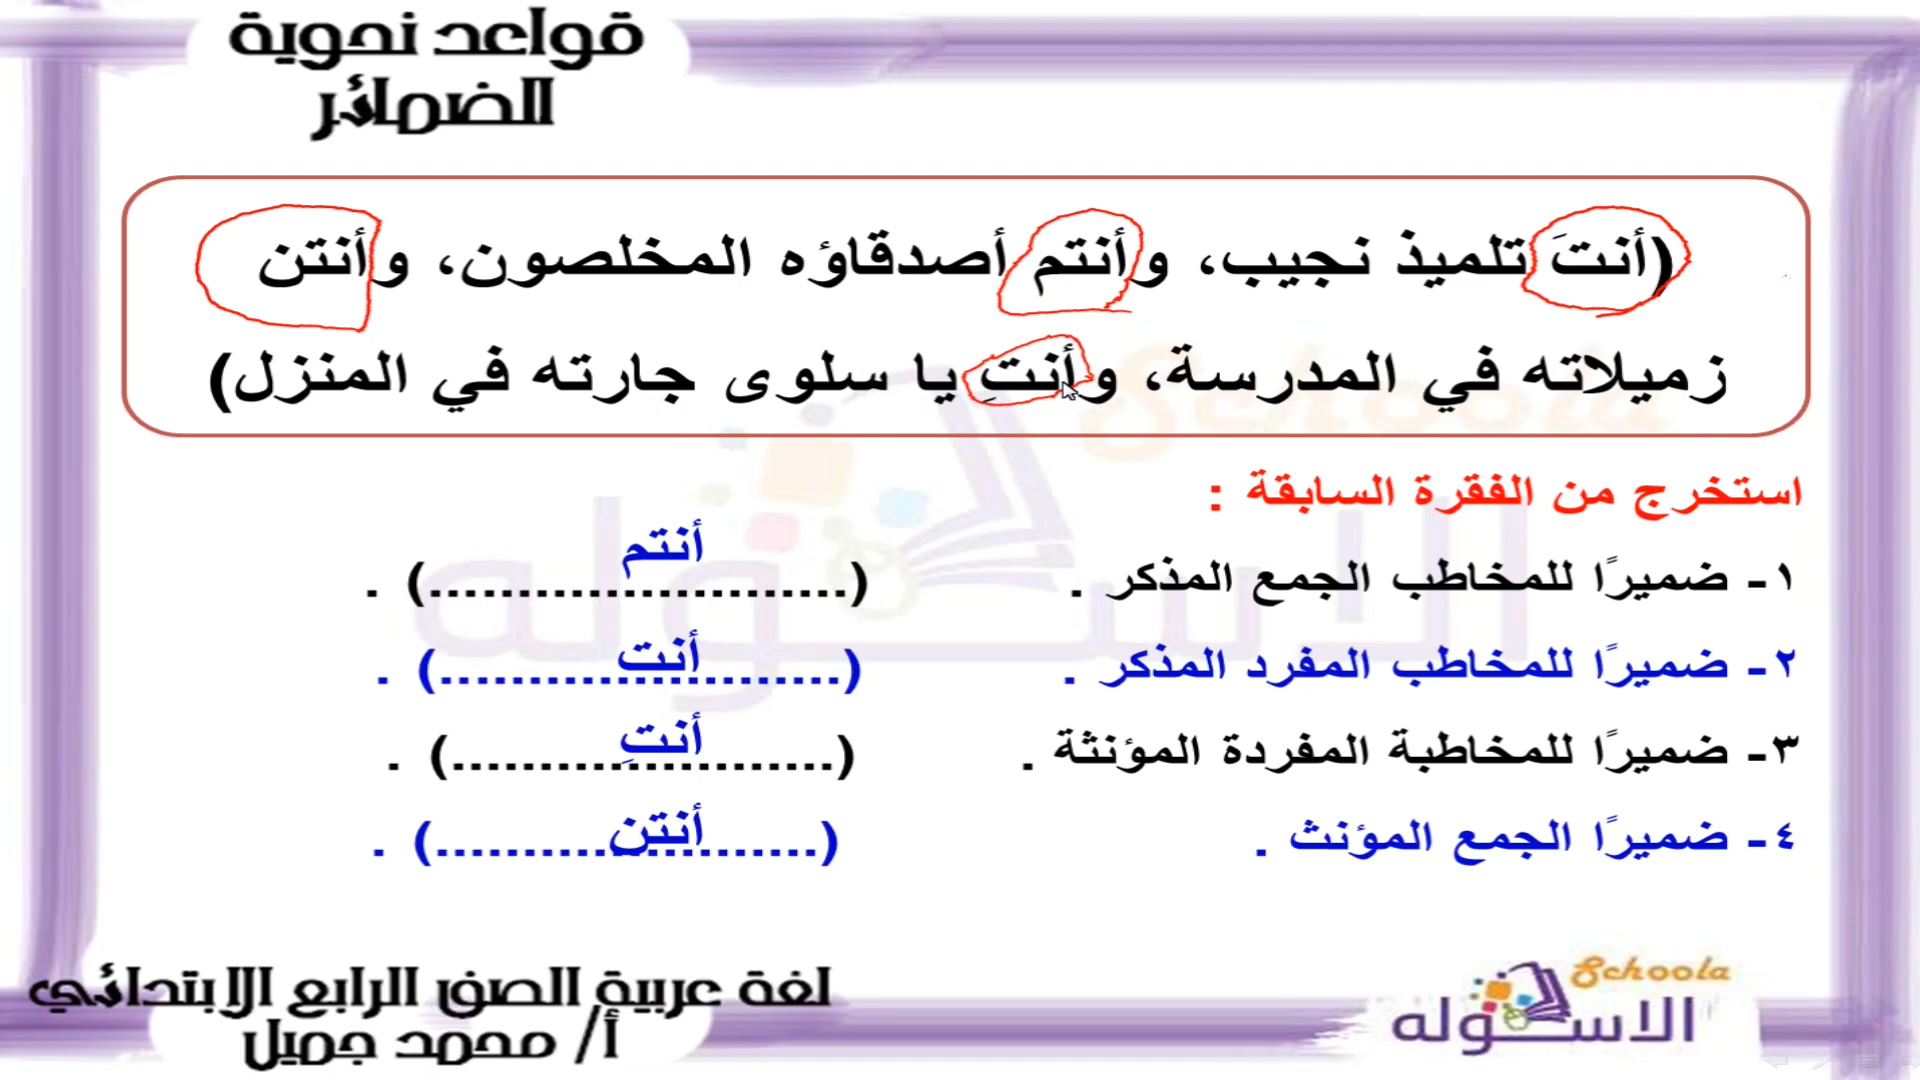 قواعد نحوية
الضمائر
(أنتَ تلميذ نجيب، وأنتم أصدقاؤه المخلصون، وأنتن
زميلاته في المدرسة، وأنتِ يا سلوى جارته في المنزل)
استخرج من الفقرة السابقة :
١- ضميرًا للمخاطب الجمع المذكر . (........أنتم........) .
٢- ضميرًا للمخاطب المفرد المذكر . (........أنت........) .
٣- ضميرًا للمخاطبة المفردة المؤنثة . (........أنتِ........) .
٤- ضميرًا الجمع المؤنث . (........أنتن........) .
لغة عربية الصف الرابع الابتدائي
أ/ محمد جميل
Schoola
الاسكوله